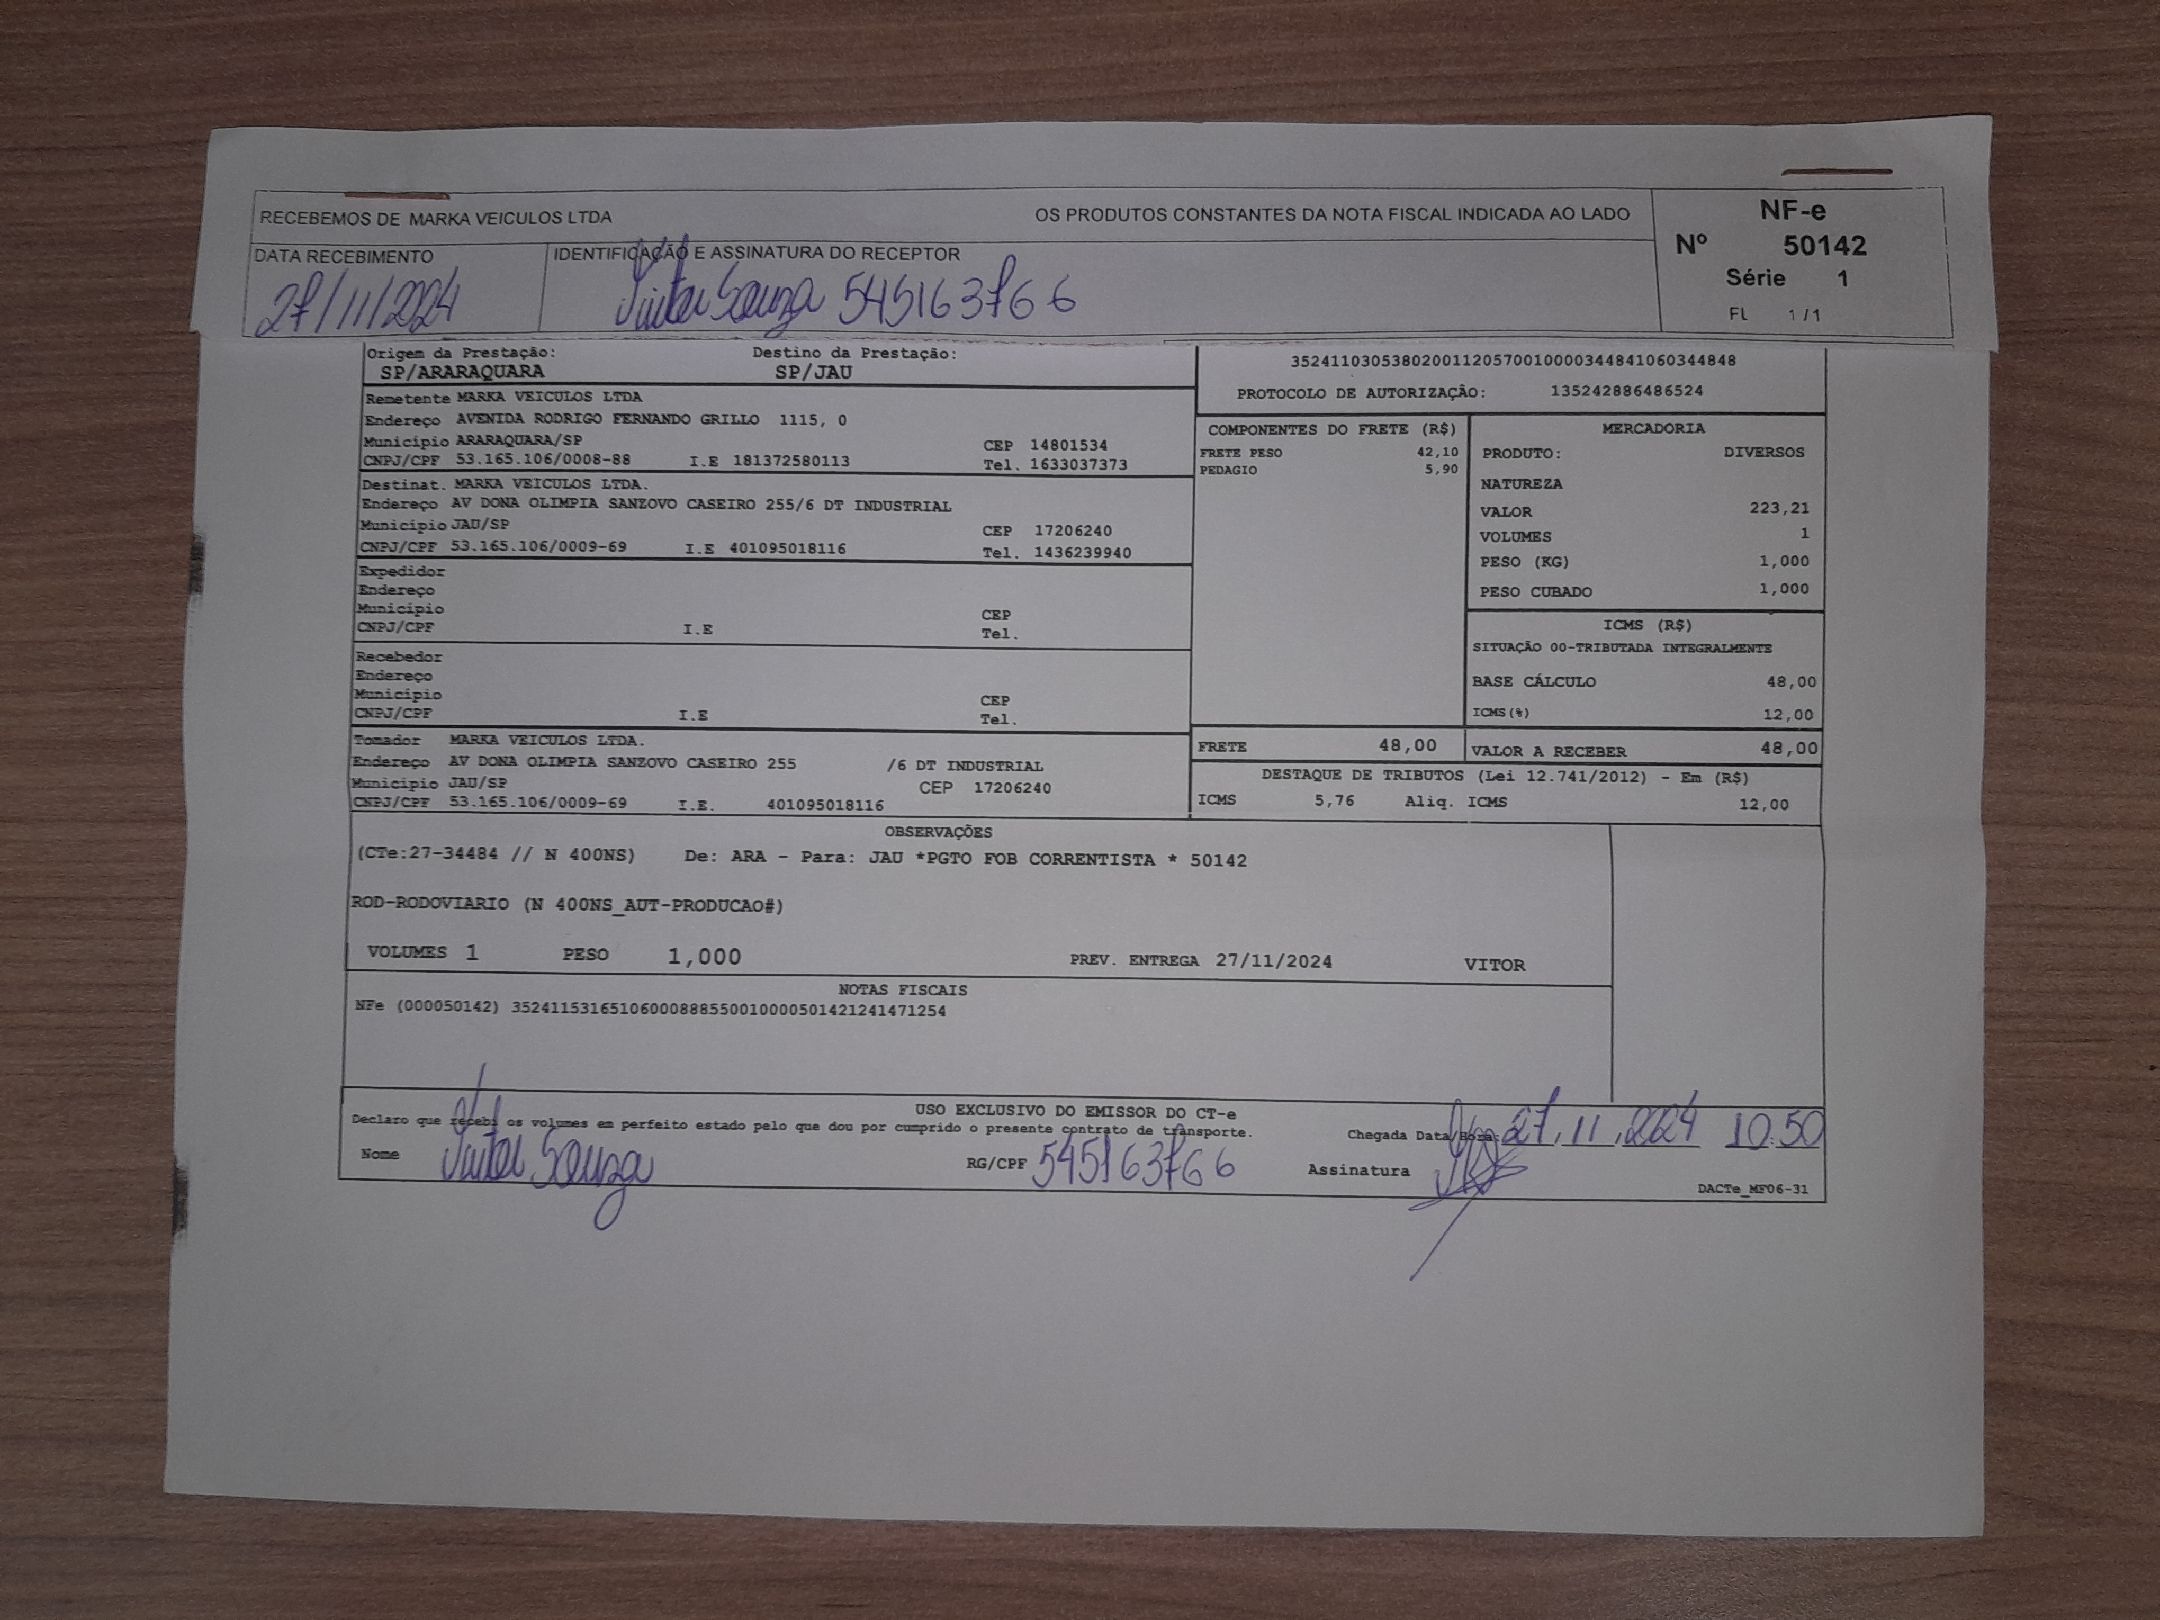 RECEBEMOS DE MARKA VEICULOS LTDA OS PRODUTOS CONSTANTES DA NOTA FISCAL INDICADA AO LADO
NF-e
Nº 50142
Série 1
FL 1/1
DATA RECEBIMENTO
27/11/2024
IDENTIFICAÇÃO E ASSINATURA DO RECEPTOR
Vitor Souza 545163766
Origem da Prestação: Destino da Prestação:
SP/ARARAQUARA SP/JAU
35241103053802001120570010000344841060344848
PROTOCOLO DE AUTORIZAÇÃO: 135242886486524
Remetente MARKA VEICULOS LTDA
Endereço AVENIDA RODRIGO FERNANDO GRILLO 1115, 0
Município ARARAQUARA/SP CEP 14801534
CNPJ/CPF 53.165.106/0008-88 I.E 181372580113 Tel. 1633037373
Destinat. MARKA VEICULOS LTDA.
Endereço AV DONA OLIMPIA SANZOVO CASEIRO 255/6 DT INDUSTRIAL
Município JAU/SP CEP 17206240
CNPJ/CPF 53.165.106/0009-69 I.E 401095018116 Tel. 1436239940
Expedidor
Endereço
Município CEP
CNPJ/CPF I.E Tel.
Recebedor
Endereço
Município CEP
CNPJ/CPF I.E Tel.
Tomador MARKA VEICULOS LTDA.
Endereço AV DONA OLIMPIA SANZOVO CASEIRO 255 /6 DT INDUSTRIAL
Município JAU/SP CEP 17206240
CNPJ/CPF 53.165.106/0009-69 I.E. 401095018116
COMPONENTES DO FRETE (R$)
FRETE PESO 42,10
PEDAGIO 5,90
MERCADORIA
PRODUTO: DIVERSOS
NATUREZA
VALOR 223,21
VOLUMES 1
PESO (KG) 1,000
PESO CUBADO 1,000
ICMS (R$)
SITUAÇÃO 00-TRIBUTADA INTEGRALMENTE
BASE CÁLCULO 48,00
ICMS(%) 12,00
FRETE 48,00 VALOR A RECEBER 48,00
DESTAQUE DE TRIBUTOS (Lei 12.741/2012) - Em (R$)
ICMS 5,76 Aliq. ICMS 12,00
OBSERVAÇÕES
(CTe:27-34484 // N 400NS) De: ARA - Para: JAU *PGTO FOB CORRENTISTA * 50142
ROD-RODOVIARIO (N 400NS_AUT-PRODUCAO#)
VOLUMES 1 PESO 1,000 PREV. ENTREGA 27/11/2024 VITOR
NOTAS FISCAIS
NFe (000050142) 35241153165106000888550010000501421241471254
USO EXCLUSIVO DO EMISSOR DO CT-e
Declaro que recebi os volumes em perfeito estado pelo que dou por cumprido o presente contrato de transporte.
Chegada Data/Hora: 27,11,2024 10:50
Nome Vitor Souza RG/CPF 545163766 Assinatura
DACTe_MF06-31